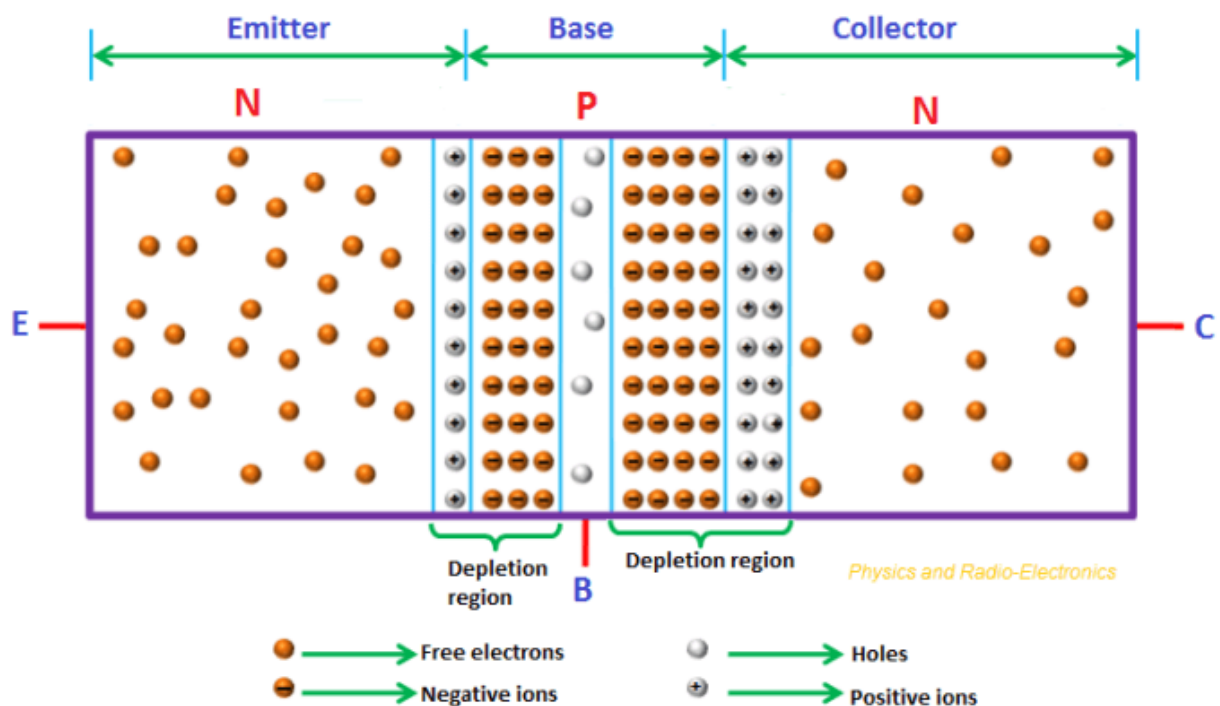 Emitter
Base
Collector
N
P
N
E
C
Depletion
region
B
Depletion region
Physics and Radio-Electronics
Free electrons
Holes
Negative ions
Positive ions